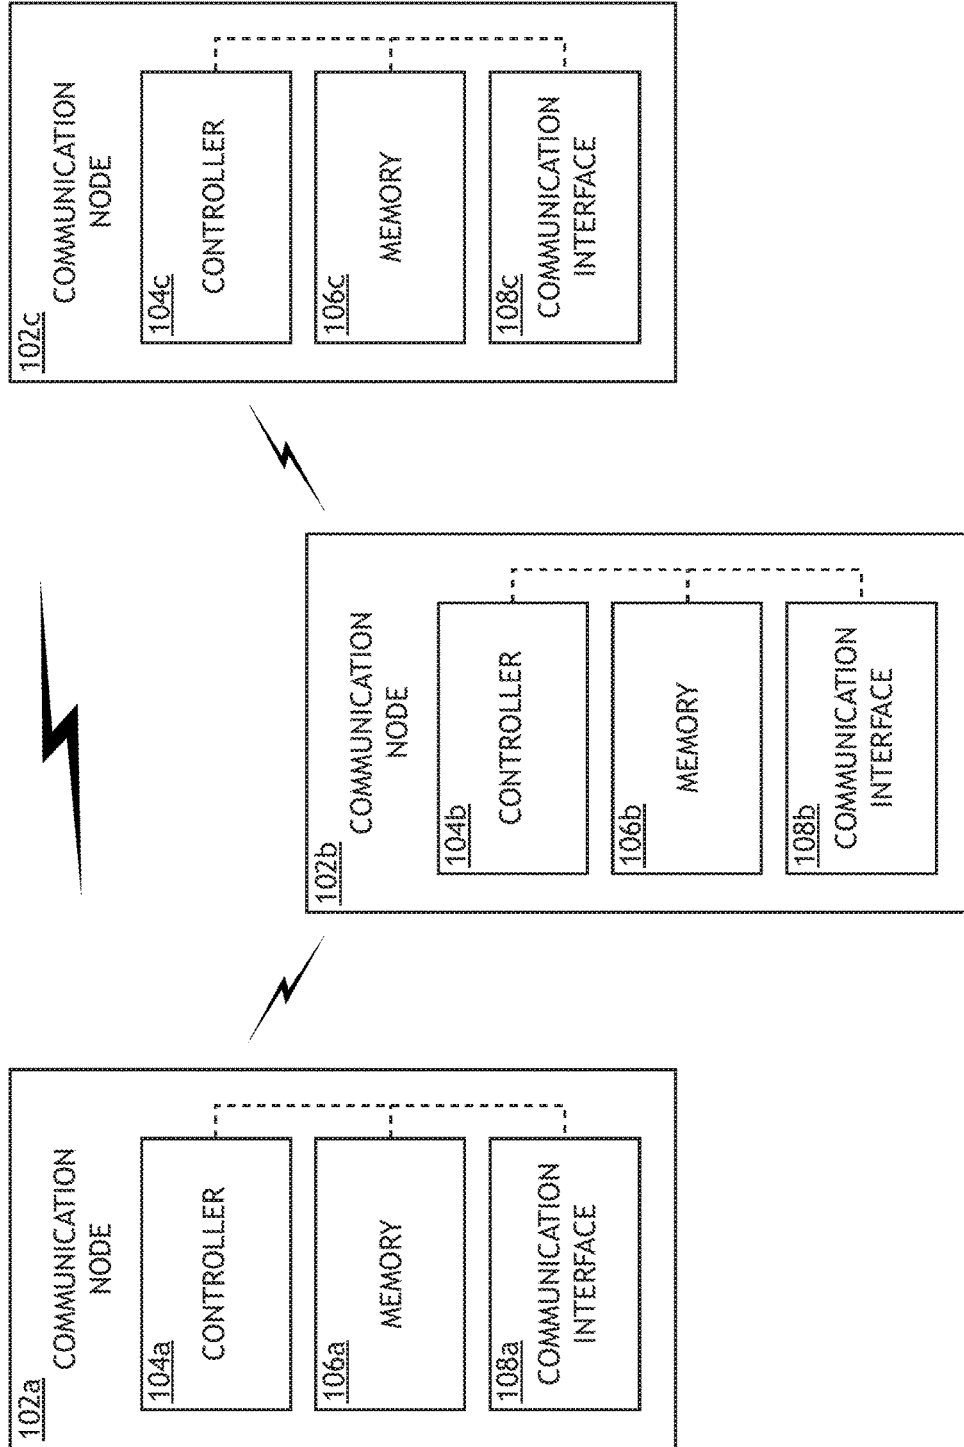 102a
COMMUNICATION
NODE
104a
CONTROLLER
106a
MEMORY
108a
COMMUNICATION
INTERFACE
102b
COMMUNICATION
NODE
104b
CONTROLLER
106b
MEMORY
108b
COMMUNICATION
INTERFACE
102c
COMMUNICATION
NODE
104c
CONTROLLER
106c
MEMORY
108c
COMMUNICATION
INTERFACE